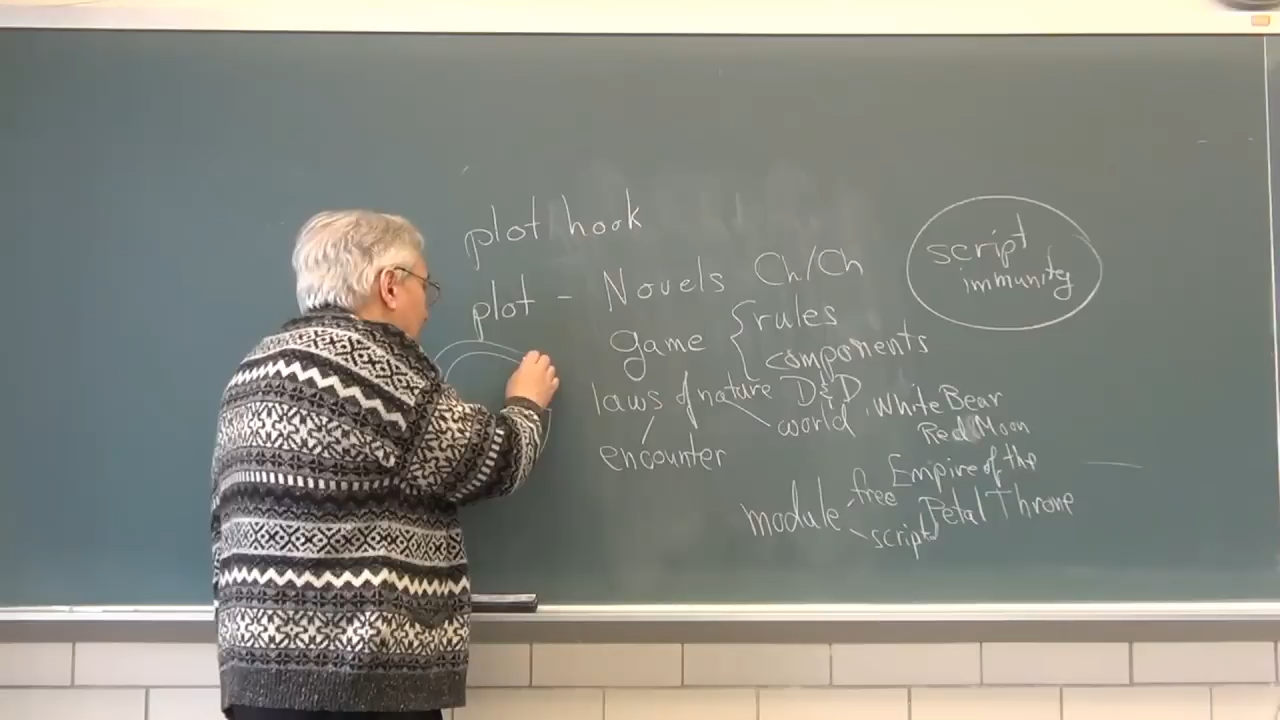 plot hook
plot - Novels Ch/Ch
script
immunity
game { rules
components
laws of nature D&D
world
White Bear
Red Moon
encounter
Empire of the
Petal Throne
module free
script